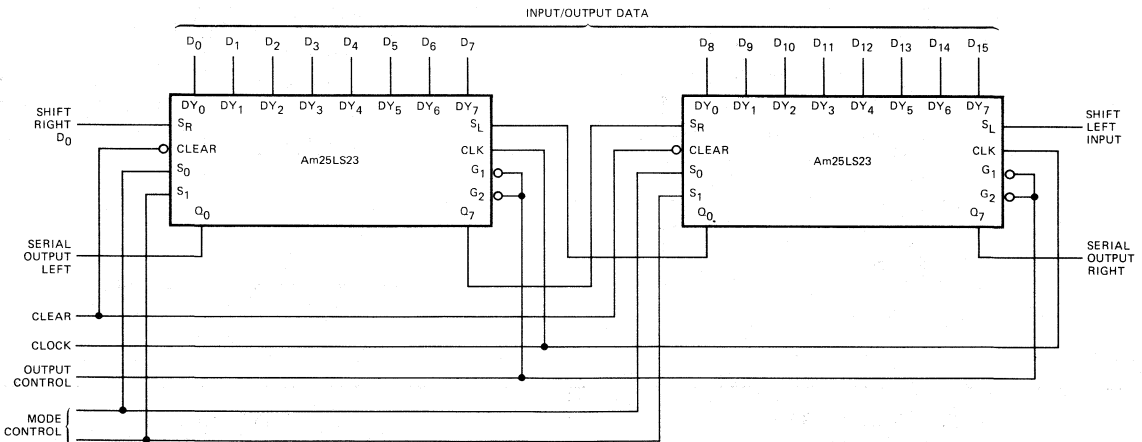 INPUT/OUTPUT DATA
D0 D1 D2 D3 D4 D5 D6 D7
D8 D9 D10 D11 D12 D13 D14 D15
DY0 DY1 DY2 DY3 DY4 DY5 DY6 DY7
DY0 DY1 DY2 DY3 DY4 DY5 DY6 DY7
SHIFT
RIGHT
D0
SR
CLEAR
S0
S1
Q0
Am25LS23
SL
CLK
G1
G2
Q7
SR
CLEAR
S0
S1
Q0
Am25LS23
SL
CLK
G1
G2
Q7
SHIFT
LEFT
INPUT
SERIAL
OUTPUT
LEFT
SERIAL
OUTPUT
RIGHT
CLEAR
CLOCK
OUTPUT
CONTROL
MODE
CONTROL